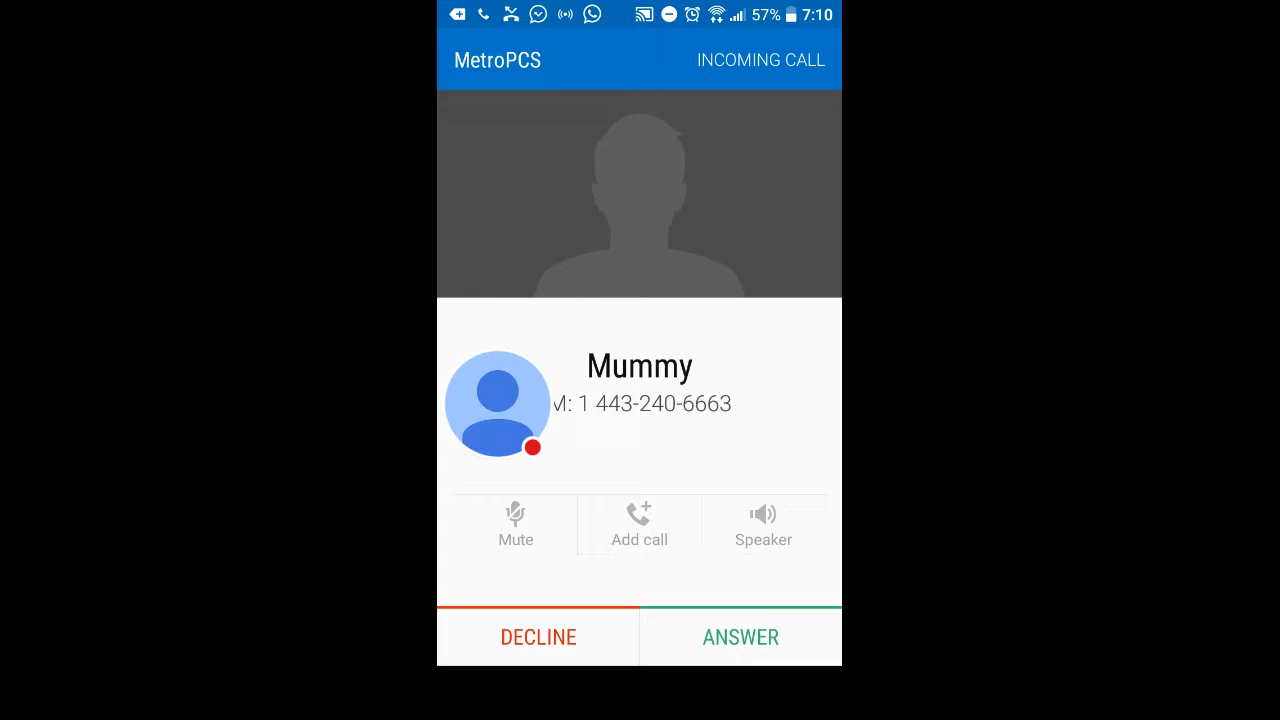 57% 7:10
MetroPCS INCOMING CALL
Mummy
M: 1 443-240-6663
Mute Add call Speaker
DECLINE ANSWER